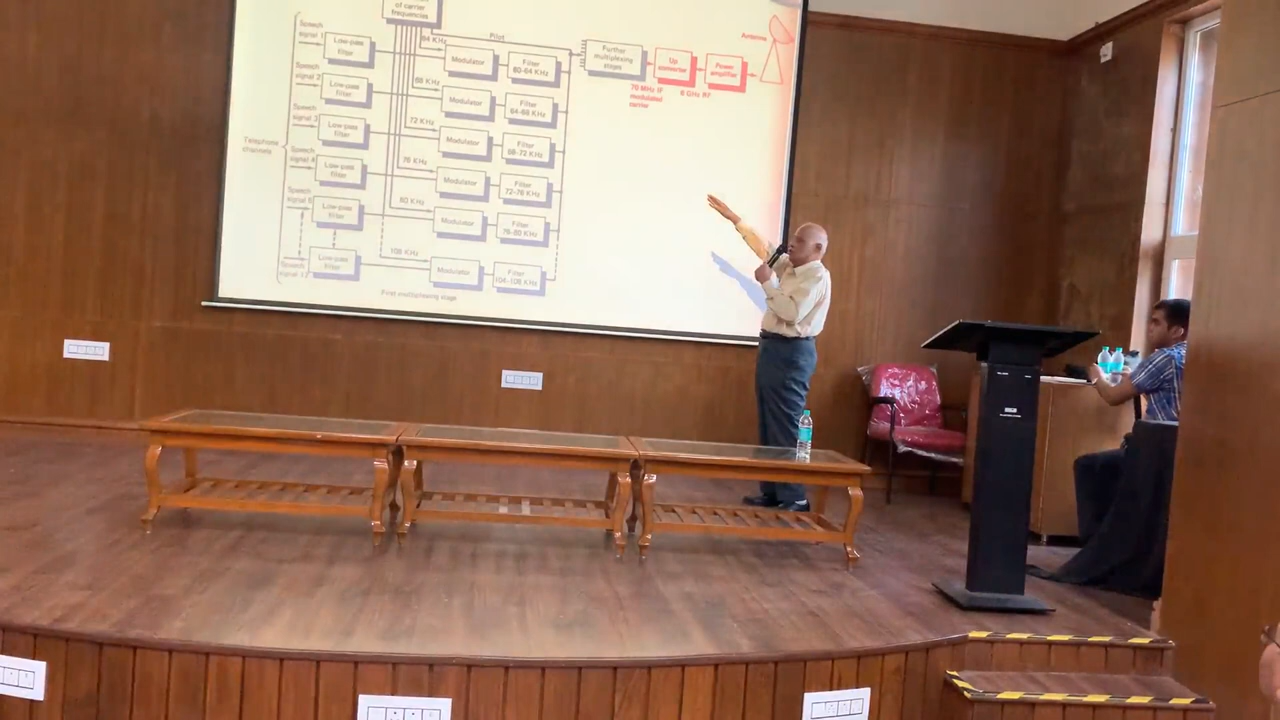 of carrier
frequencies
Speech
signal 1
Low-pass
filter
64 KHz
Pilot
Modulator
Filter
60-64 KHz
Further
multiplexing
stages
Up
converter
Power
amplifier
Antenna
70 MHz IF
modulated
carrier
6 GHz RF
Speech
signal 2
Low-pass
filter
68 KHz
Modulator
Filter
64-68 KHz
Speech
signal 3
Low-pass
filter
72 KHz
Modulator
Filter
68-72 KHz
Telephone
channels
Speech
signal 4
Low-pass
filter
76 KHz
Modulator
Filter
72-76 KHz
Speech
signal 5
Low-pass
filter
80 KHz
Modulator
Filter
76-80 KHz
Speech
signal 12
Low-pass
filter
108 KHz
Modulator
Filter
104-108 KHz
First multiplexing stage